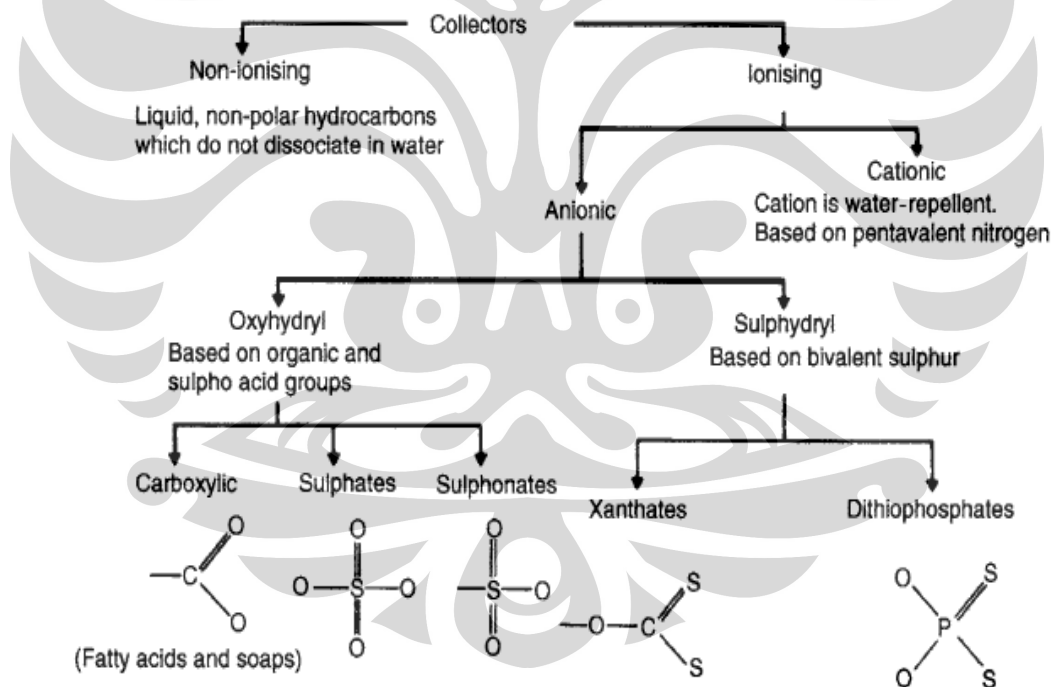 Collectors
Non-ionising
Liquid, non-polar hydrocarbons
which do not dissociate in water
Ionising
Cationic
Cation is water-repellent.
Based on pentavalent nitrogen
Anionic
Oxyhydryl
Based on organic and
sulpho acid groups
Sulphydryl
Based on bivalent sulphur
Carboxylic
Sulphates
Sulphonates
Xanthates
Dithiophosphates
O
C
O
(Fatty acids and soaps)
O
O S O
O
O
S O
O
S
O C
S
O S
P
O S